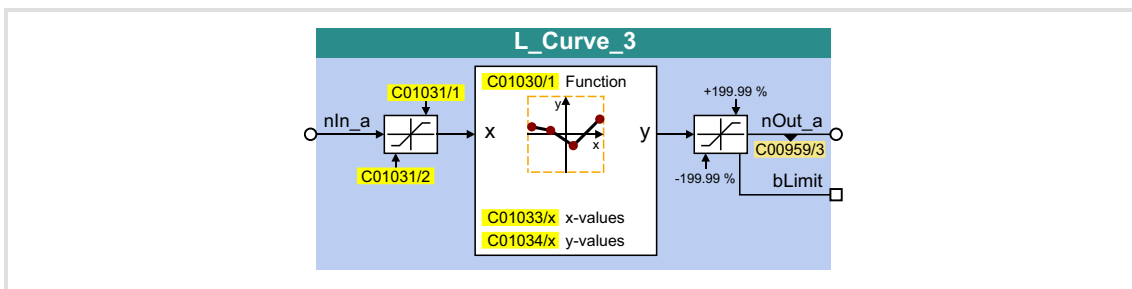 L_Curve_3
C01030/1 Function
C01031/1
+199.99 %
nIn_a
x
y
x
y
nOut_a
C00959/3
C01031/2
-199.99 %
bLimit
C01033/x x-values
C01034/x y-values